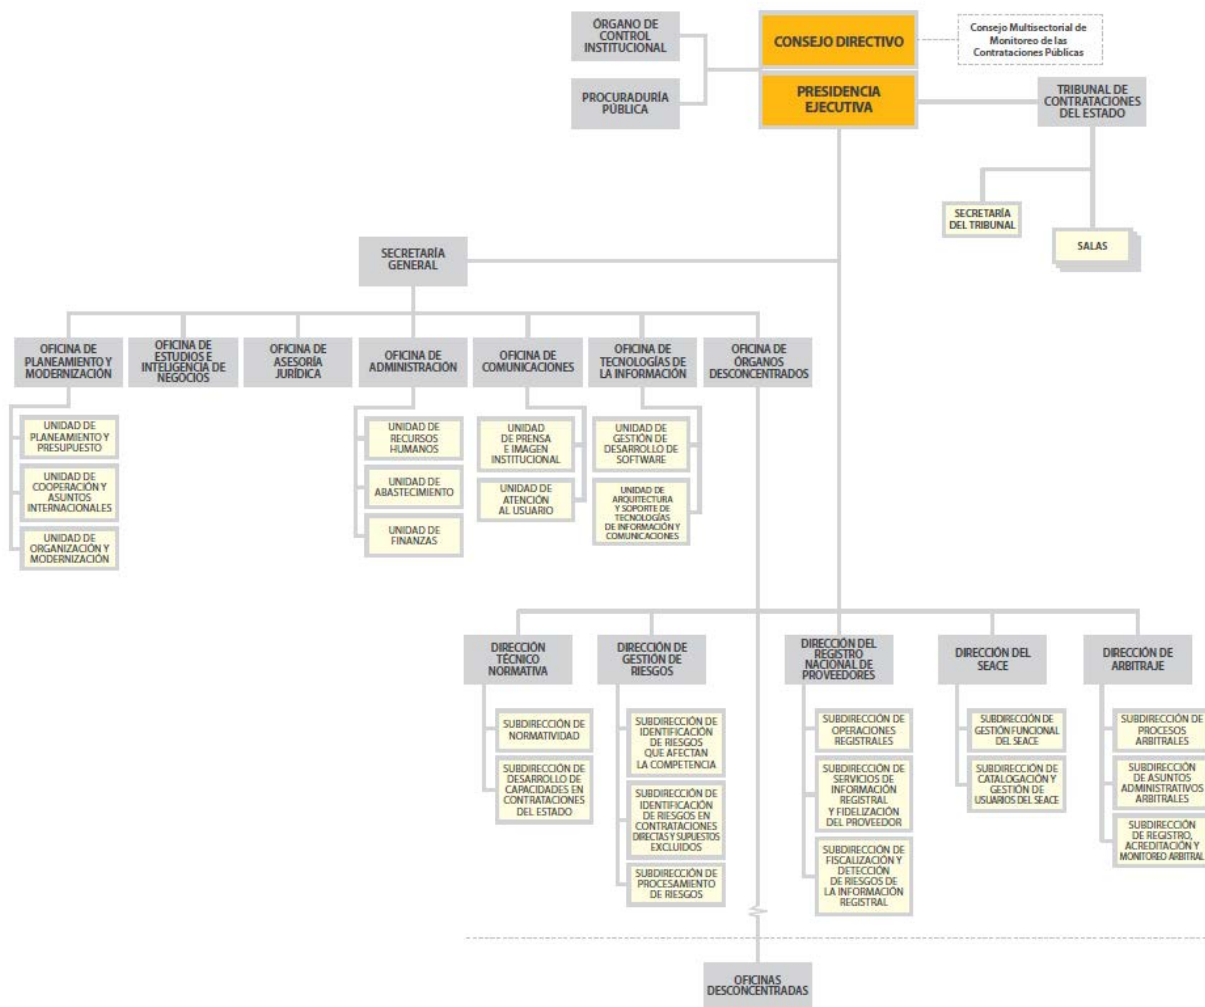 ÓRGANO DE
CONTROL
INSTITUCIONAL
PROCURADURÍA
PÚBLICA
CONSEJO DIRECTIVO
PRESIDENCIA
EJECUTIVA
Consejo Multisectorial de
Monitoreo de las
Contrataciones Públicas
TRIBUNAL DE
CONTRATACIONES
DEL ESTADO
SECRETARÍA
DEL TRIBUNAL
SALAS
SECRETARÍA
GENERAL
OFICINA DE
PLANEAMIENTO Y
MODERNIZACIÓN
OFICINA DE
ESTUDIOS E
INTELIGENCIA DE
NEGOCIOS
OFICINA DE
ASESORÍA
JURÍDICA
OFICINA DE
ADMINISTRACIÓN
OFICINA DE
COMUNICACIONES
OFICINA DE
TECNOLOGÍAS DE
LA INFORMACIÓN
OFICINA DE
ÓRGANOS
DESCONCENTRADOS
UNIDAD DE
PLANEAMIENTO Y
PRESUPUESTO
UNIDAD DE
COOPERACIÓN Y
ASUNTOS
INTERNACIONALES
UNIDAD DE
ORGANIZACIÓN Y
MODERNIZACIÓN
UNIDAD DE
RECURSOS
HUMANOS
UNIDAD DE
ABASTECIMIENTO
UNIDAD DE
FINANZAS
UNIDAD
DE PRENSA
E IMAGEN
INSTITUCIONAL
UNIDAD DE
ATENCIÓN
AL USUARIO
UNIDAD DE
GESTIÓN DE
DESARROLLO DE
SOFTWARE
UNIDAD DE
ARQUITECTURA
Y SOPORTE DE
TECNOLOGÍAS
DE INFORMACIÓN Y
COMUNICACIONES
DIRECCIÓN
TÉCNICO
NORMATIVA
SUBDIRECCIÓN DE
NORMATIVIDAD
SUBDIRECCIÓN DE
DESARROLLO DE
CAPACIDADES EN
CONTRATACIONES
DEL ESTADO
DIRECCIÓN DE
GESTIÓN DE
RIESGOS
SUBDIRECCIÓN DE
IDENTIFICACIÓN
DE RIESGOS
QUE AFECTAN
LA COMPETENCIA
SUBDIRECCIÓN DE
IDENTIFICACIÓN
DE RIESGOS EN
CONTRATACIONES
DIRECTAS Y SUPUESTOS
EXCLUIDOS
SUBDIRECCIÓN DE
PROCESAMIENTO
DE RIESGOS
DIRECCIÓN DEL
REGISTRO
NACIONAL DE
PROVEEDORES
SUBDIRECCIÓN DE
OPERACIONES
REGISTRALES
SUBDIRECCIÓN DE
SERVICIOS DE
INFORMACIÓN
REGISTRAL
Y FIDELIZACIÓN
DEL PROVEEDOR
SUBDIRECCIÓN DE
FISCALIZACIÓN Y
DETECCIÓN
DE RIESGOS DE
LA INFORMACIÓN
REGISTRAL
DIRECCIÓN DEL
SEACE
SUBDIRECCIÓN DE
GESTIÓN FUNCIONAL
DEL SEACE
SUBDIRECCIÓN DE
CATALOGACIÓN Y
GESTIÓN DE
USUARIOS DEL SEACE
DIRECCIÓN DE
ARBITRAJE
SUBDIRECCIÓN DE
PROCESOS
ARBITRALES
SUBDIRECCIÓN
DE ASUNTOS
ADMINISTRATIVOS
ARBITRALES
SUBDIRECCIÓN
DE REGISTRO,
ACREDITACIÓN Y
MONITOREO ARBITRAL
OFICINAS
DESCONCENTRADAS